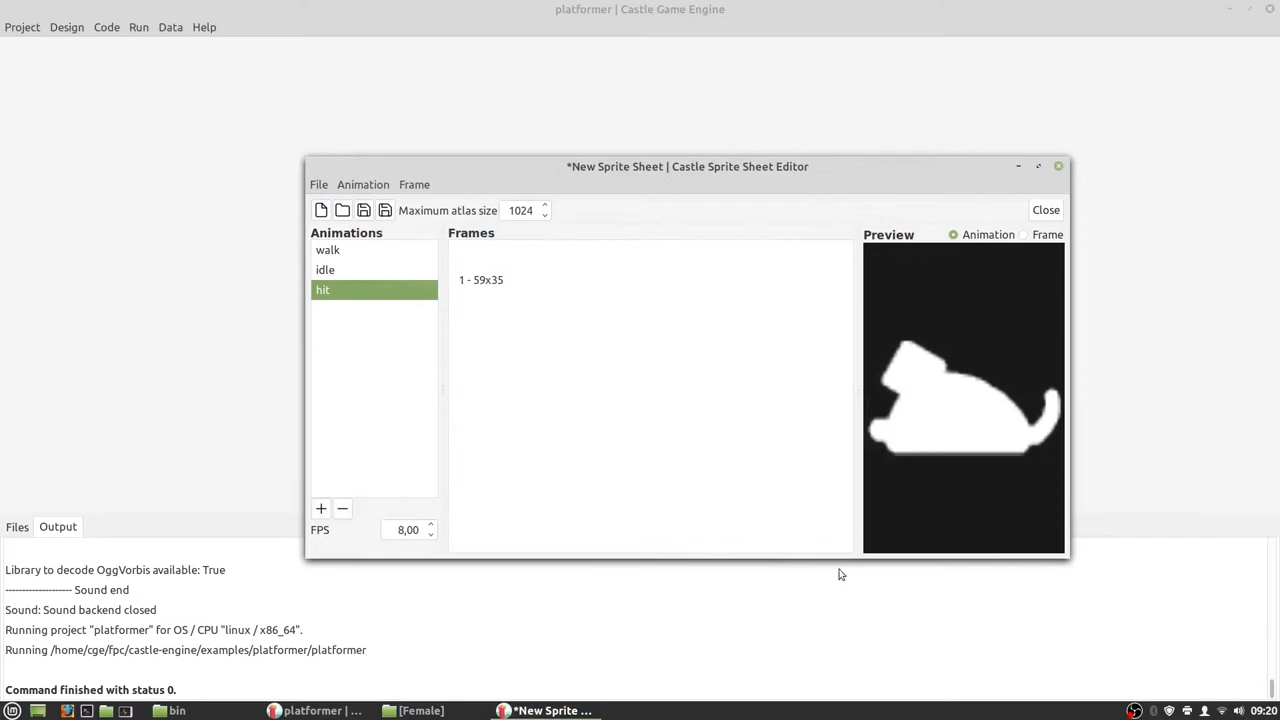 platformer | Castle Game Engine
Project Design Code Run Data Help
*New Sprite Sheet | Castle Sprite Sheet Editor
File Animation Frame
Maximum atlas size 1024 Close
Animations Frames Preview Animation Frame
walk
idle
1 - 59x35
hit
FPS 8,00
Files Output
Library to decode OggVorbis available: True
-------------------- Sound end
Sound: Sound backend closed
Running project "platformer" for OS / CPU "linux / x86_64".
Running /home/cge/fpc/castle-engine/examples/platformer/platformer
Command finished with status 0.
bin platformer | ... [Female] *New Sprite ... 09:20